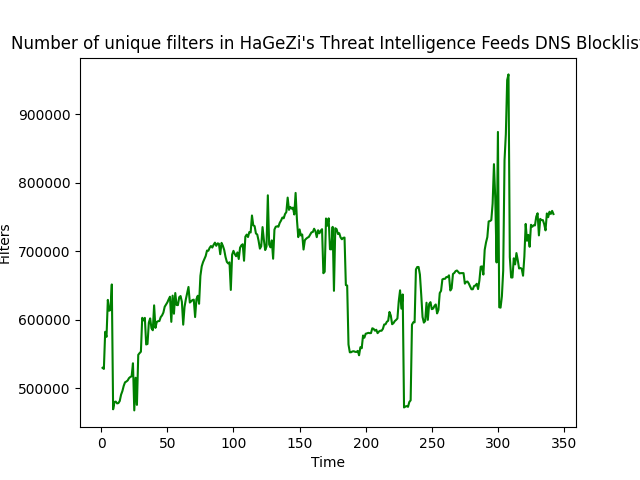 Number of unique filters in HaGeZi's Threat Intelligence Feeds DNS Blocklist
900000
800000
700000
600000
500000
Filters
0 50 100 150 200 250 300 350
Time